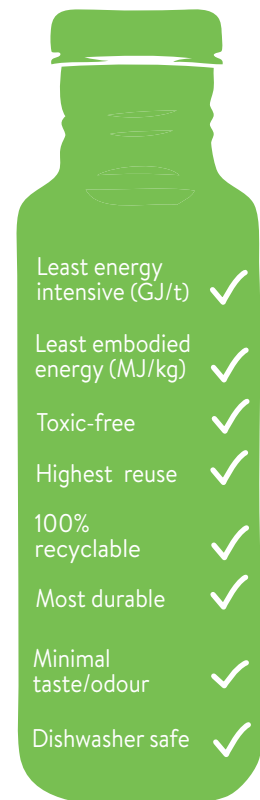 Least energy
intensive (GJ/t)
Least embodied
energy (MJ/kg)
Toxic-free
Highest reuse
100%
recyclable
Most durable
Minimal
taste/odour
Dishwasher safe